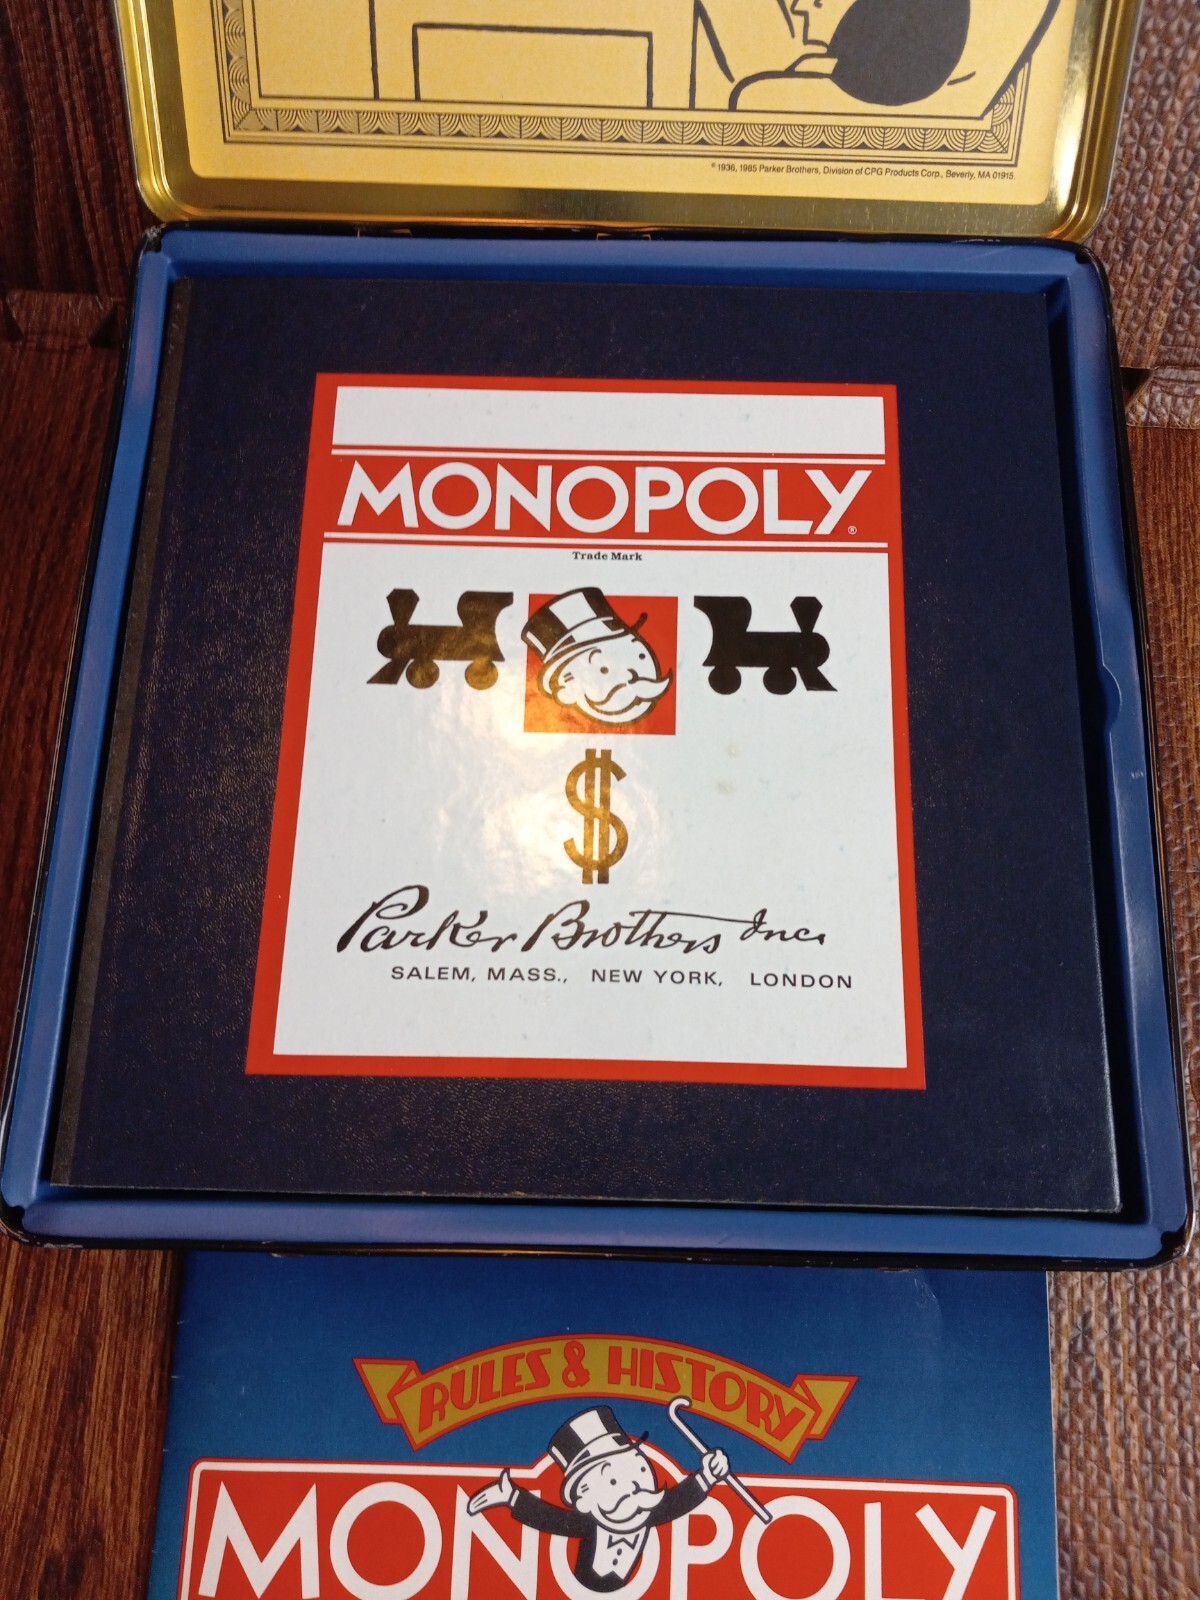 © 1936, 1985 Parker Brothers, Division of CPG Products Corp., Beverly, MA 01915.
MONOPOLY®
Trade Mark
$
Parker Brothers Inc.
SALEM, MASS., NEW YORK, LONDON
RULES & HISTORY
MONOPOLY